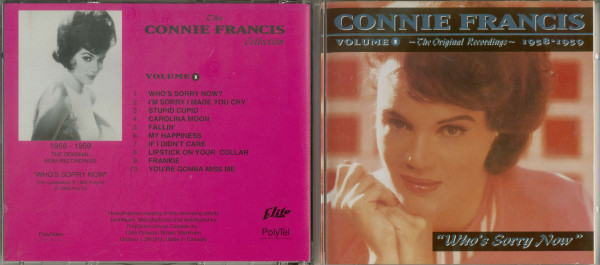 The
CONNIE FRANCIS
Collection
VOLUME 1
1 WHO'S SORRY NOW?
2 I'M SORRY I MADE YOU CRY
3 STUPID CUPID
4 CAROLINA MOON
5 FALLIN'
6 MY HAPPINESS
7 IF I DIDN'T CARE
8 LIPSTICK ON YOUR COLLAR
9 FRANKIE
10 YOU'RE GONNA MISS ME
1958 - 1959
THE ORIGINAL
MGM RECORDINGS
"WHO'S SORRY NOW"
Elite
PolyTel
CONNIE FRANCIS
VOLUME 1 ~The Original Recordings~ 1958-1959
"Who's Sorry Now"